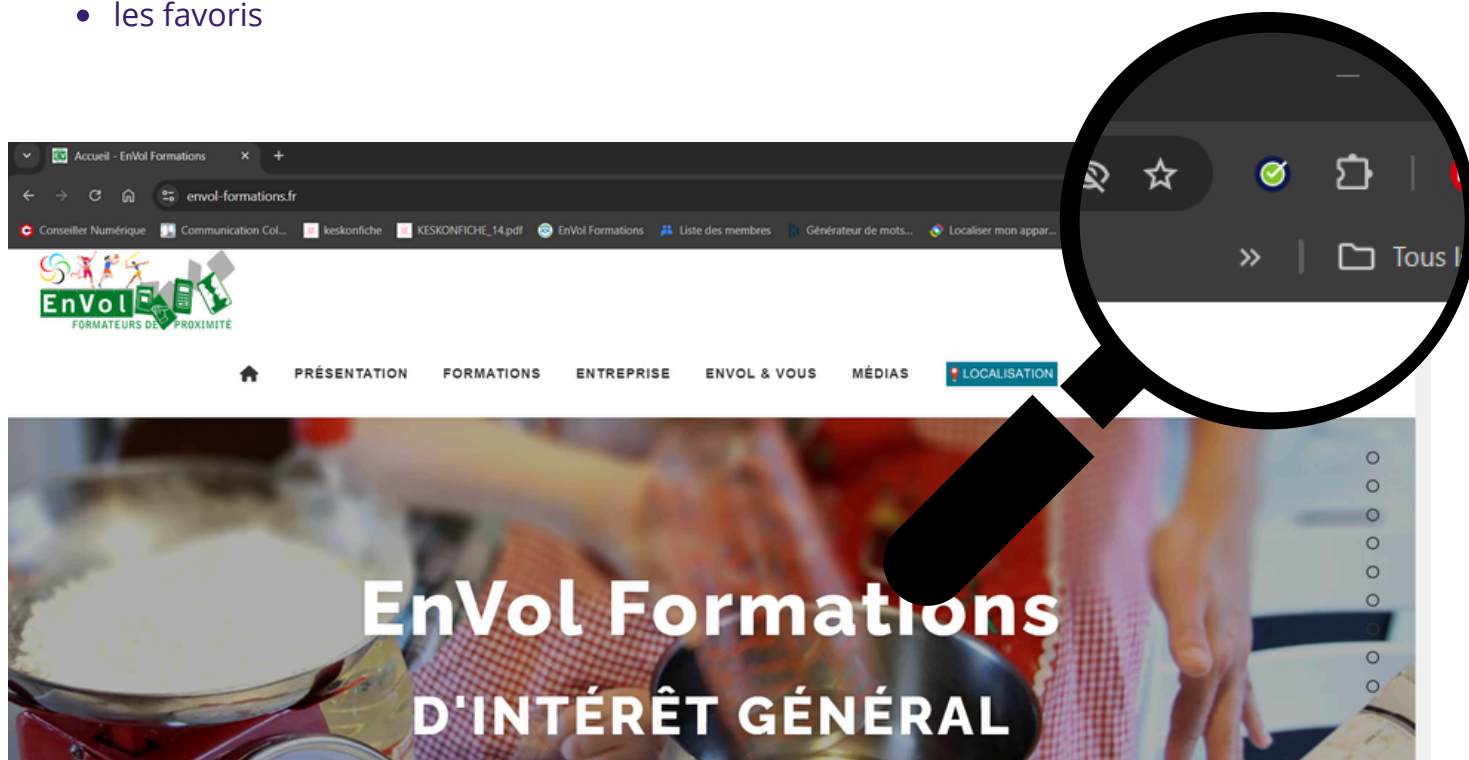 les favoris
Accueil - EnVol Formations
envol-formations.fr
Conseiller Numérique Communication Col... keskonfiche KESKONFICHE_14.pdf EnVol Formations Liste des membres Générateur de mots... Localiser mon appar...
Tous l
EnVol
FORMATEURS DE PROXIMITÉ
PRÉSENTATION FORMATIONS ENTREPRISE ENVOL & VOUS MÉDIAS LOCALISATION
EnVol Formations
D'INTÉRÊT GÉNÉRAL